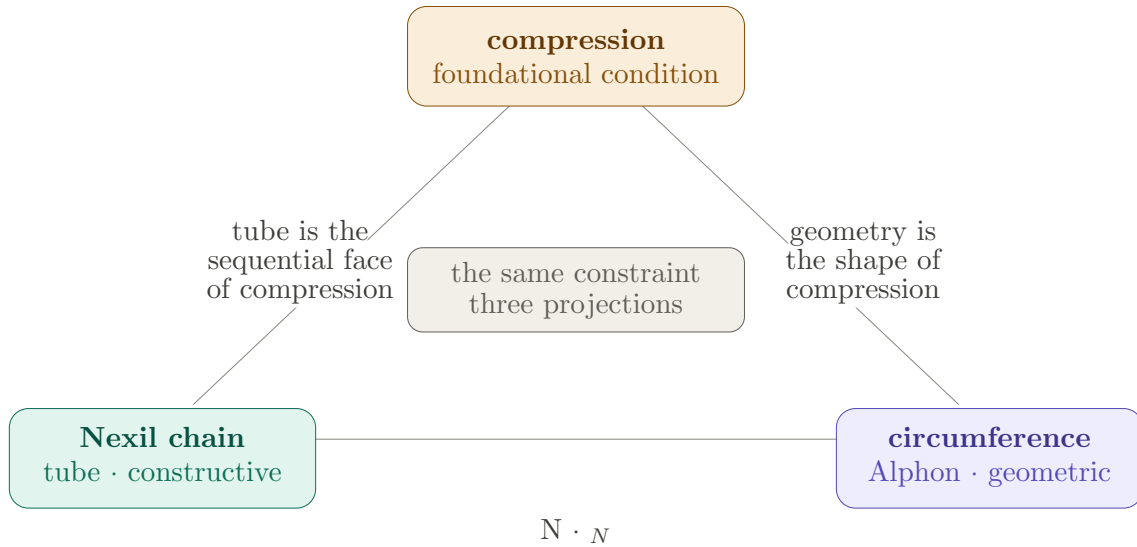 compression
foundational condition
tube is the
sequential face
of compression
geometry is
the shape of
compression
the same constraint
three projections
Nexil chain
tube · constructive
circumference
Alphon · geometric
N · N